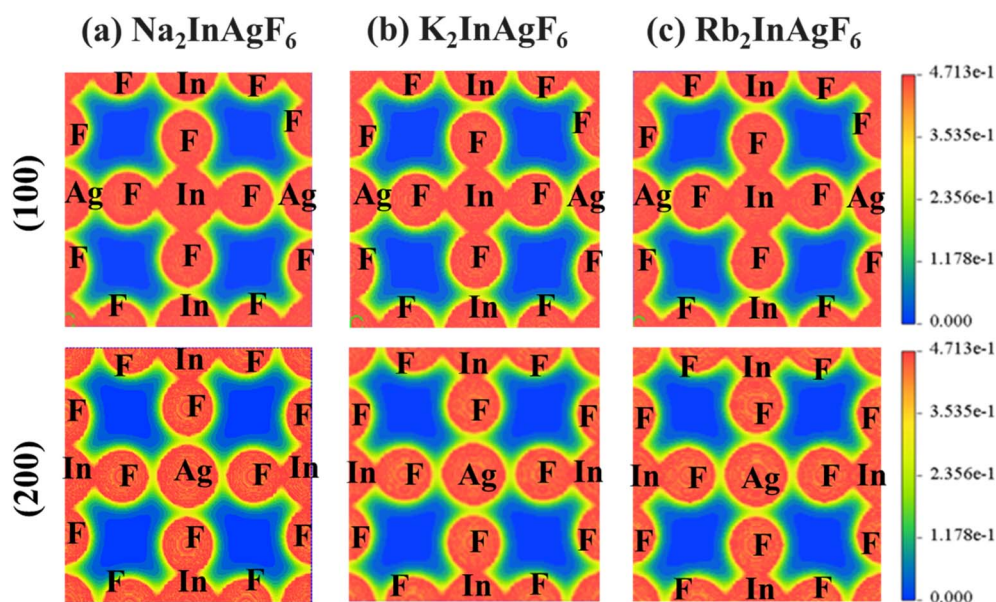 (a) Na₂InAgF₆ (b) K₂InAgF₆ (c) Rb₂InAgF₆
(100)
F In F
F F F
Ag F In F Ag
F F F
F In F
F In F
F F F
Ag F In F Ag
F F F
F In F
F In F
F F F
Ag F In F Ag
F F F
F In F
4.713e-1
3.535e-1
2.356e-1
1.178e-1
0.000
(200)
F In F
F F F
In F Ag F In
F F F
F In F
F In F
F F F
In F Ag F In
F F F
F In F
F In F
F F F
In F Ag F In
F F F
F In F
4.713e-1
3.535e-1
2.356e-1
1.178e-1
0.000